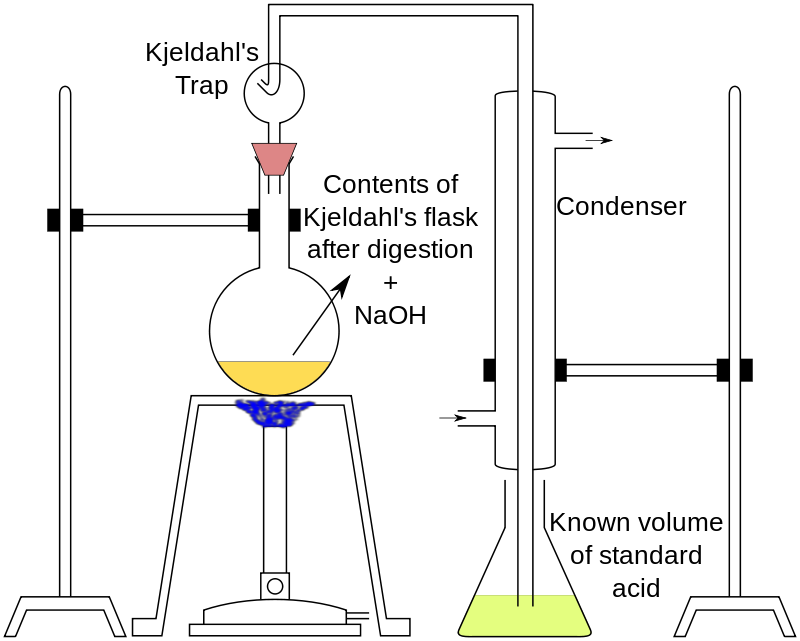 Kjeldahl's
Trap
Contents of
Kjeldahl's flask
after digestion
+
NaOH
Condenser
Known volume
of standard
acid